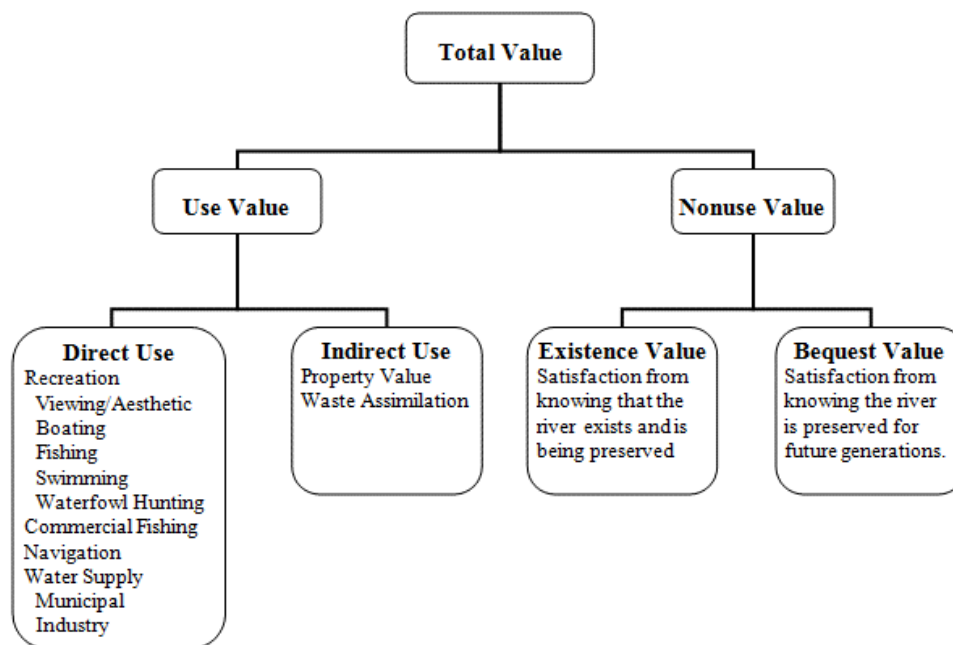 Total Value
Use Value
Nonuse Value
Direct Use
Recreation
Viewing/Aesthetic
Boating
Fishing
Swimming
Waterfowl Hunting
Commercial Fishing
Navigation
Water Supply
Municipal
Industry
Indirect Use
Property Value
Waste Assimilation
Existence Value
Satisfaction from
knowing that the
river exists and is
being preserved
Bequest Value
Satisfaction from
knowing the river
is preserved for
future generations.